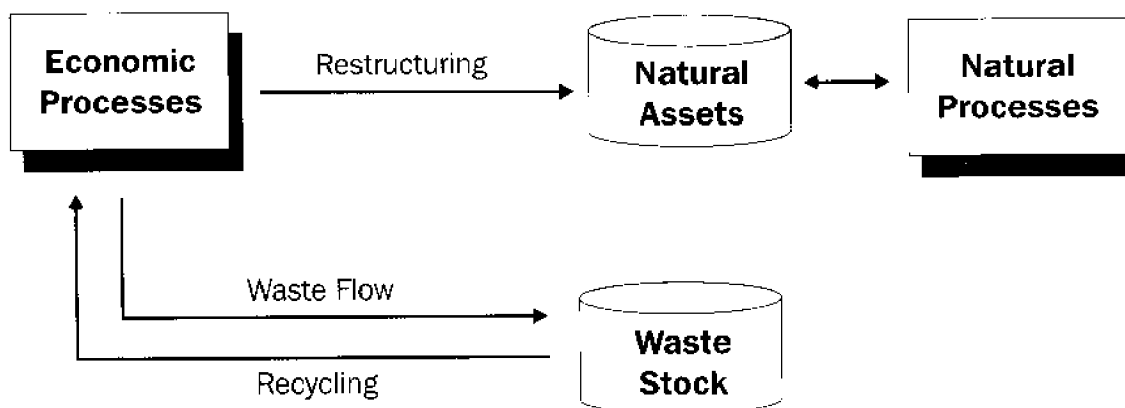 Economic
Processes
Restructuring
Natural
Assets
Natural
Processes
Waste Flow
Recycling
Waste
Stock